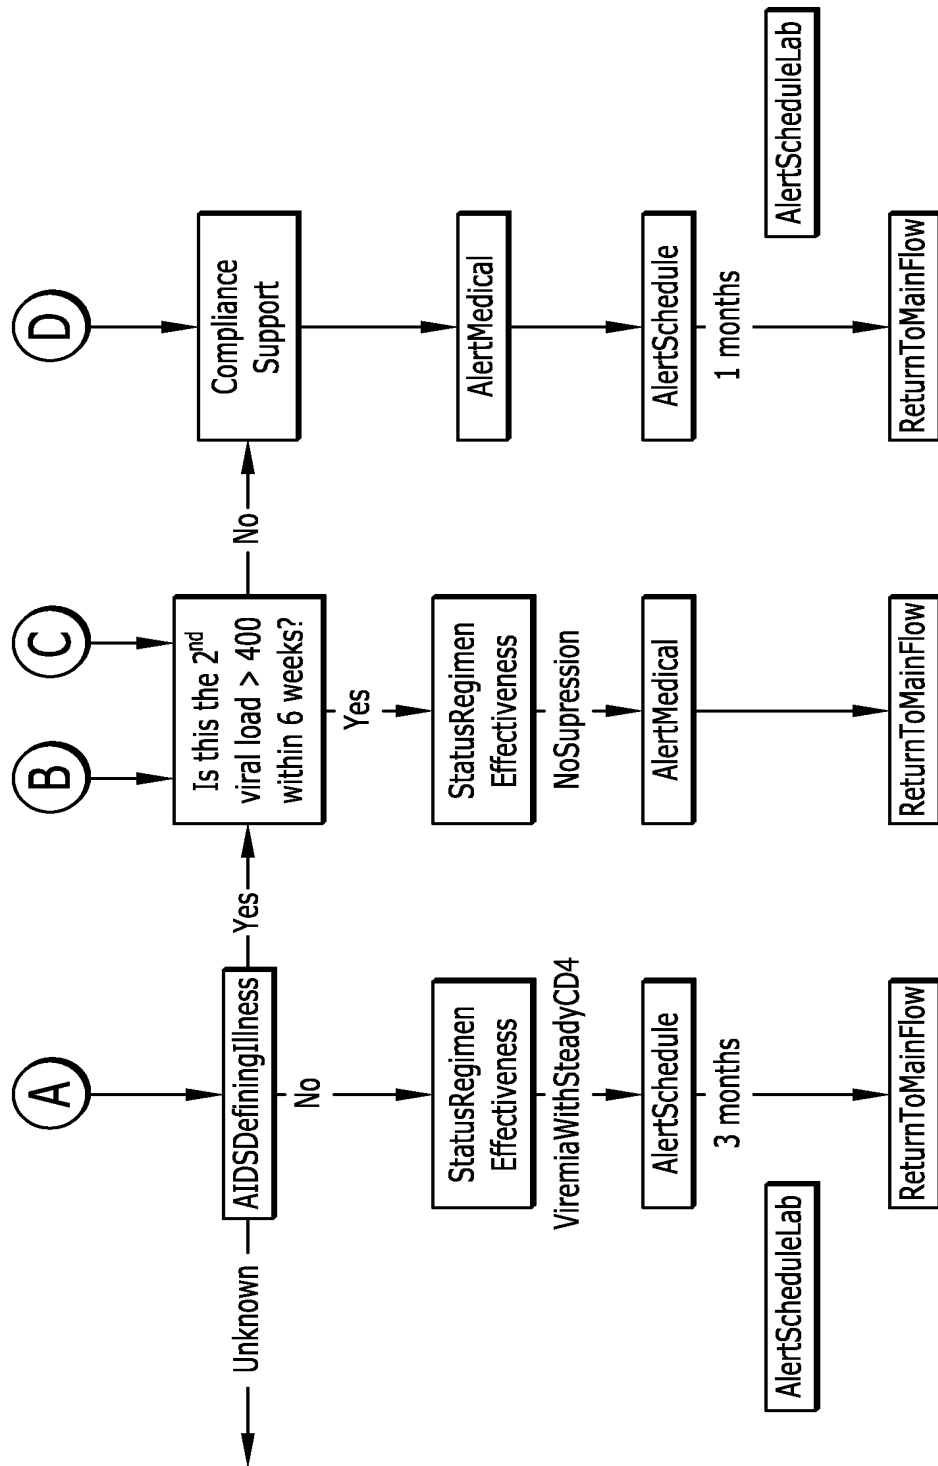 A
B
C
D
Unknown
AIDSDefiningIllness
Yes
Is this the 2nd
viral load > 400
within 6 weeks?
No
Compliance
Support
No
Yes
StatusRegimen
Effectiveness
StatusRegimen
Effectiveness
AlertMedical
ViremiaWithSteadyCD4
NoSupression
AlertSchedule
AlertMedical
AlertSchedule
3 months
1 months
AlertScheduleLab
AlertScheduleLab
ReturnToMainFlow
ReturnToMainFlow
ReturnToMainFlow